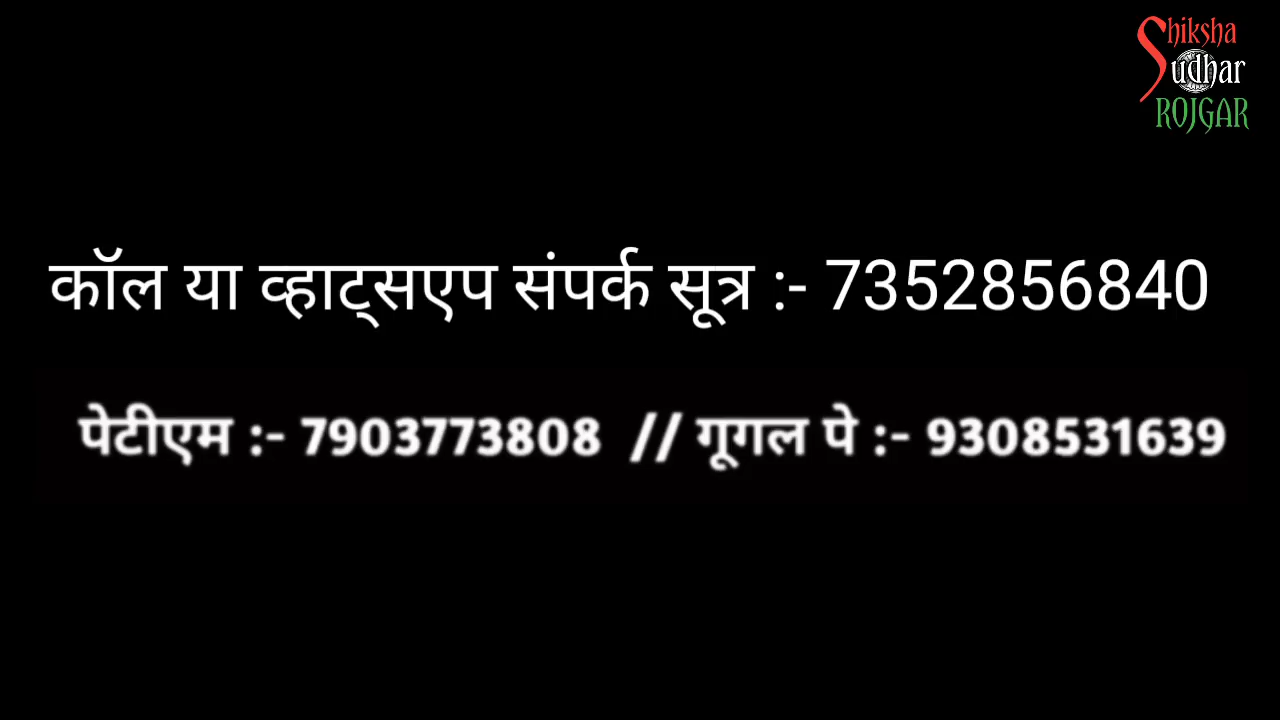 Shiksha
Sudhar
ROJGAR
कॉल या व्हाट्सएप संपर्क सूत्र :- 7352856840
पेटीएम :- 7903773808 // गूगल पे :- 9308531639